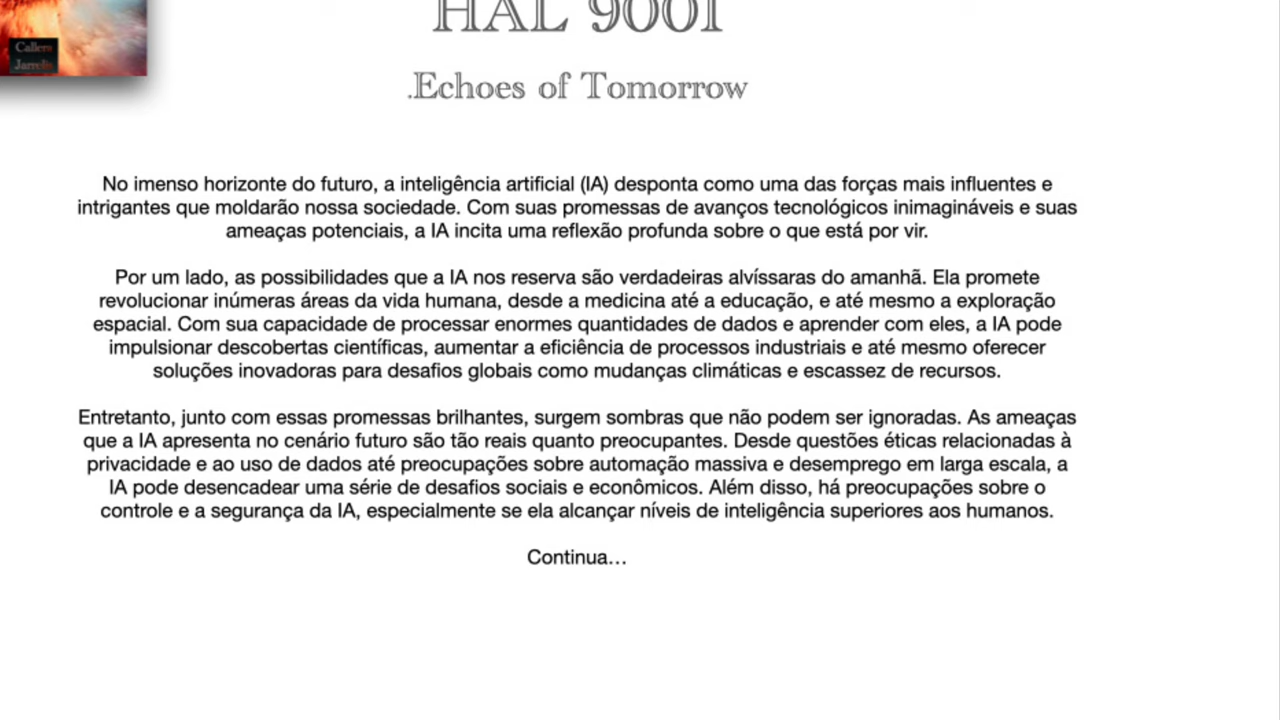 Callera
Jarrelis
HAL 9001
.Echoes of Tomorrow
No imenso horizonte do futuro, a inteligência artificial (IA) desponta como uma das forças mais influentes e
intrigantes que moldarão nossa sociedade. Com suas promessas de avanços tecnológicos inimagináveis e suas
ameaças potenciais, a IA incita uma reflexão profunda sobre o que está por vir.
Por um lado, as possibilidades que a IA nos reserva são verdadeiras alvíssaras do amanhã. Ela promete
revolucionar inúmeras áreas da vida humana, desde a medicina até a educação, e até mesmo a exploração
espacial. Com sua capacidade de processar enormes quantidades de dados e aprender com eles, a IA pode
impulsionar descobertas científicas, aumentar a eficiência de processos industriais e até mesmo oferecer
soluções inovadoras para desafios globais como mudanças climáticas e escassez de recursos.
Entretanto, junto com essas promessas brilhantes, surgem sombras que não podem ser ignoradas. As ameaças
que a IA apresenta no cenário futuro são tão reais quanto preocupantes. Desde questões éticas relacionadas à
privacidade e ao uso de dados até preocupações sobre automação massiva e desemprego em larga escala, a
IA pode desencadear uma série de desafios sociais e econômicos. Além disso, há preocupações sobre o
controle e a segurança da IA, especialmente se ela alcançar níveis de inteligência superiores aos humanos.
Continua…